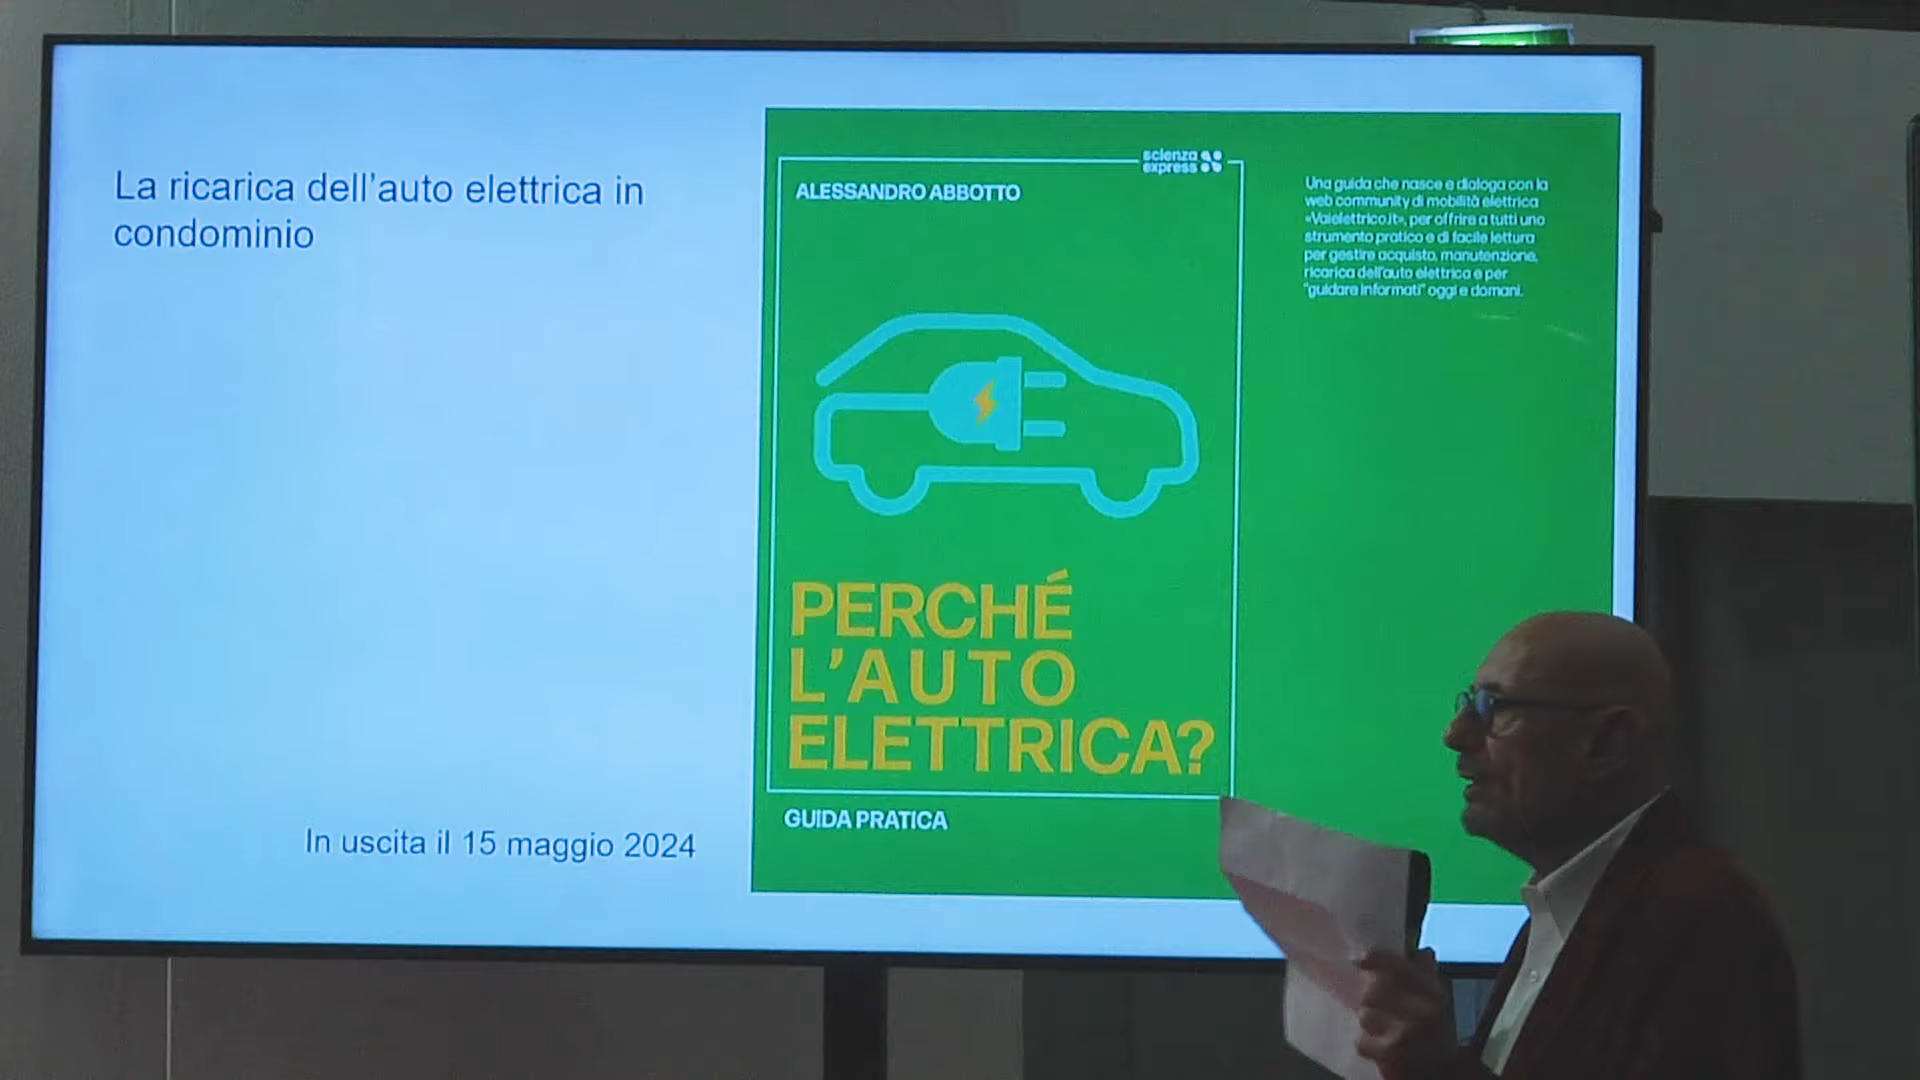 La ricarica dell'auto elettrica in
condominio
In uscita il 15 maggio 2024
scienza
express
ALESSANDRO ABBOTTO
PERCHÉ
L'AUTO
ELETTRICA?
GUIDA PRATICA
Una guida che nasce e dialoga con la
web community di mobilità elettrica
«Vaielettrico.it», per offrire a tutti uno
strumento pratico e di facile lettura
per gestire acquisto, manutenzione,
ricarica dell'auto elettrica e per
"guidare informati" oggi e domani.